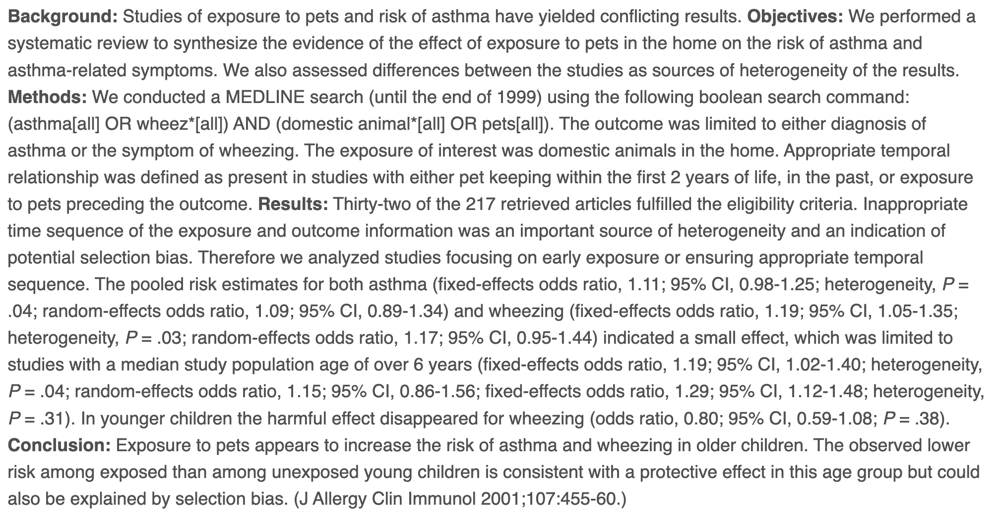 Background: Studies of exposure to pets and risk of asthma have yielded conflicting results. Objectives: We performed a
systematic review to synthesize the evidence of the effect of exposure to pets in the home on the risk of asthma and
asthma-related symptoms. We also assessed differences between the studies as sources of heterogeneity of the results.
Methods: We conducted a MEDLINE search (until the end of 1999) using the following boolean search command:
(asthma[all] OR wheez*[all]) AND (domestic animal*[all] OR pets[all]). The outcome was limited to either diagnosis of
asthma or the symptom of wheezing. The exposure of interest was domestic animals in the home. Appropriate temporal
relationship was defined as present in studies with either pet keeping within the first 2 years of life, in the past, or exposure
to pets preceding the outcome. Results: Thirty-two of the 217 retrieved articles fulfilled the eligibility criteria. Inappropriate
time sequence of the exposure and outcome information was an important source of heterogeneity and an indication of
potential selection bias. Therefore we analyzed studies focusing on early exposure or ensuring appropriate temporal
sequence. The pooled risk estimates for both asthma (fixed-effects odds ratio, 1.11; 95% CI, 0.98-1.25; heterogeneity, P =
.04; random-effects odds ratio, 1.09; 95% CI, 0.89-1.34) and wheezing (fixed-effects odds ratio, 1.19; 95% CI, 1.05-1.35;
heterogeneity, P = .03; random-effects odds ratio, 1.17; 95% CI, 0.95-1.44) indicated a small effect, which was limited to
studies with a median study population age of over 6 years (fixed-effects odds ratio, 1.19; 95% CI, 1.02-1.40; heterogeneity,
P = .04; random-effects odds ratio, 1.15; 95% CI, 0.86-1.56; fixed-effects odds ratio, 1.29; 95% CI, 1.12-1.48; heterogeneity,
P = .31). In younger children the harmful effect disappeared for wheezing (odds ratio, 0.80; 95% CI, 0.59-1.08; P = .38).
Conclusion: Exposure to pets appears to increase the risk of asthma and wheezing in older children. The observed lower
risk among exposed than among unexposed young children is consistent with a protective effect in this age group but could
also be explained by selection bias. (J Allergy Clin Immunol 2001;107:455-60.)